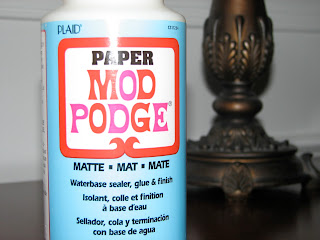 PLAID®
PAPER
MOD
PODGE®
MATTE • MAT • MATE
Waterbase sealer, glue & finish
Isolant, colle et finition
à base d'eau
Sellador, cola y terminación
con base de agua